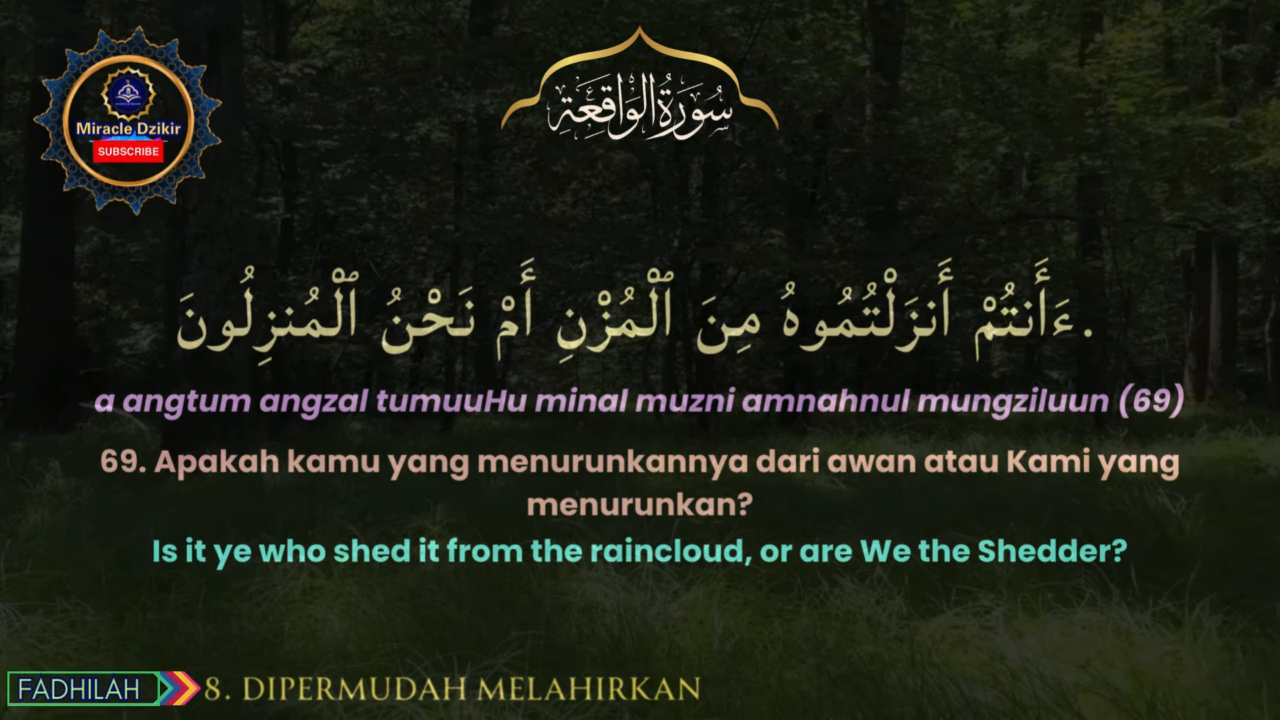 Miracle Dzikir
SUBSCRIBE
سُورَةُ الْوَاقِعَةِ
ءَأَنتُمْ أَنزَلْتُمُوهُ مِنَ ٱلْمُزْنِ أَمْ نَحْنُ ٱلْمُنزِلُونَ.
a angtum angzal tumuuHu minal muzni amnahnul mungziluun (69)
69. Apakah kamu yang menurunkannya dari awan atau Kami yang
menurunkan?
Is it ye who shed it from the raincloud, or are We the Shedder?
FADHILAH 8. DIPERMUDAH MELAHIRKAN